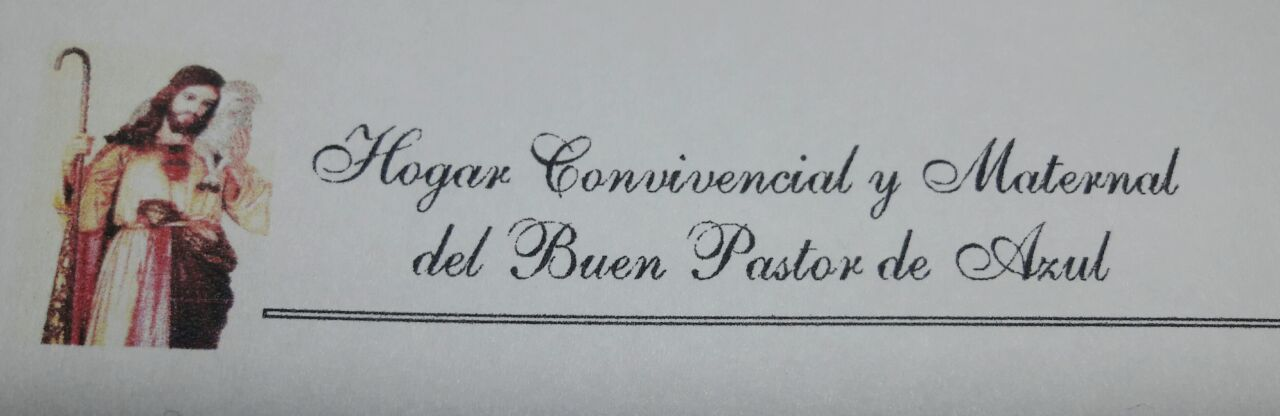 Hogar Convivencial y Maternal
del Buen Pastor de Azul